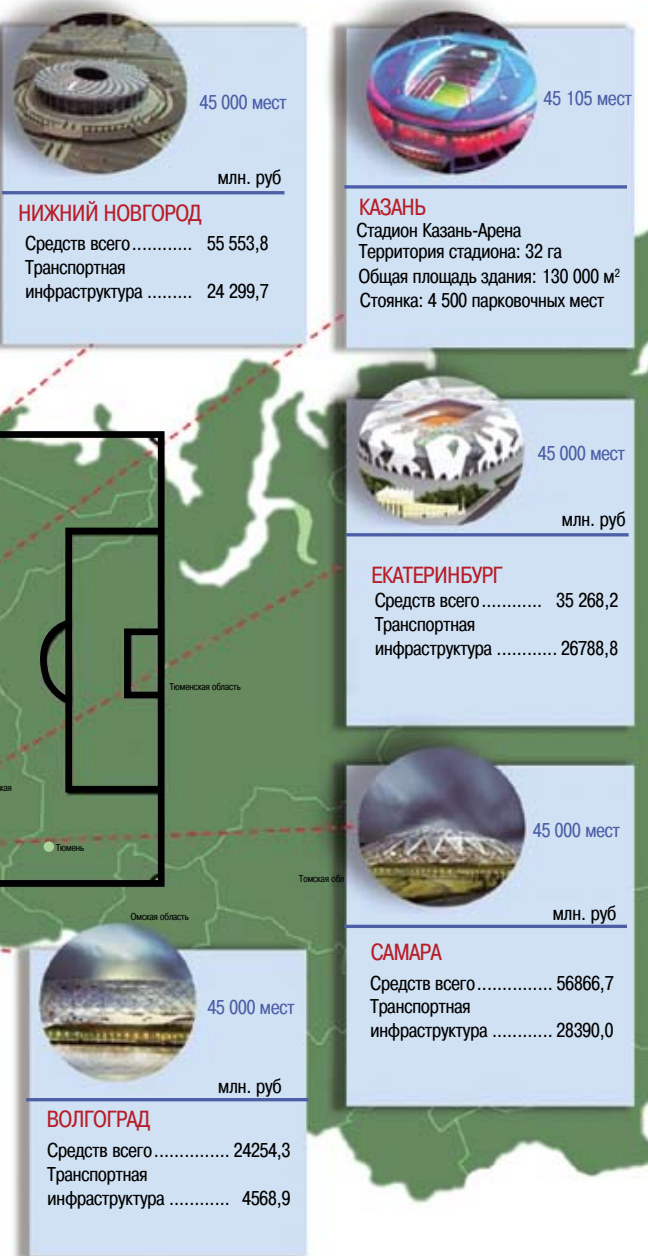 45 000 мест
млн. руб
НИЖНИЙ НОВГОРОД
Средств всего............ 55 553,8
Транспортная
инфраструктура ......... 24 299,7
45 105 мест
КАЗАНЬ
Стадион Казань-Арена
Территория стадиона: 32 га
Общая площадь здания: 130 000 м²
Стоянка: 4 500 парковочных мест
45 000 мест
млн. руб
ЕКАТЕРИНБУРГ
Средств всего............ 35 268,2
Транспортная
инфраструктура ............ 26788,8
Тюменская область
кая
Тюмень
Томская обл
Омская область
45 000 мест
млн. руб
САМАРА
Средств всего............... 56866,7
Транспортная
инфраструктура ............ 28390,0
45 000 мест
млн. руб
ВОЛГОГРАД
Средств всего............... 24254,3
Транспортная
инфраструктура ............ 4568,9